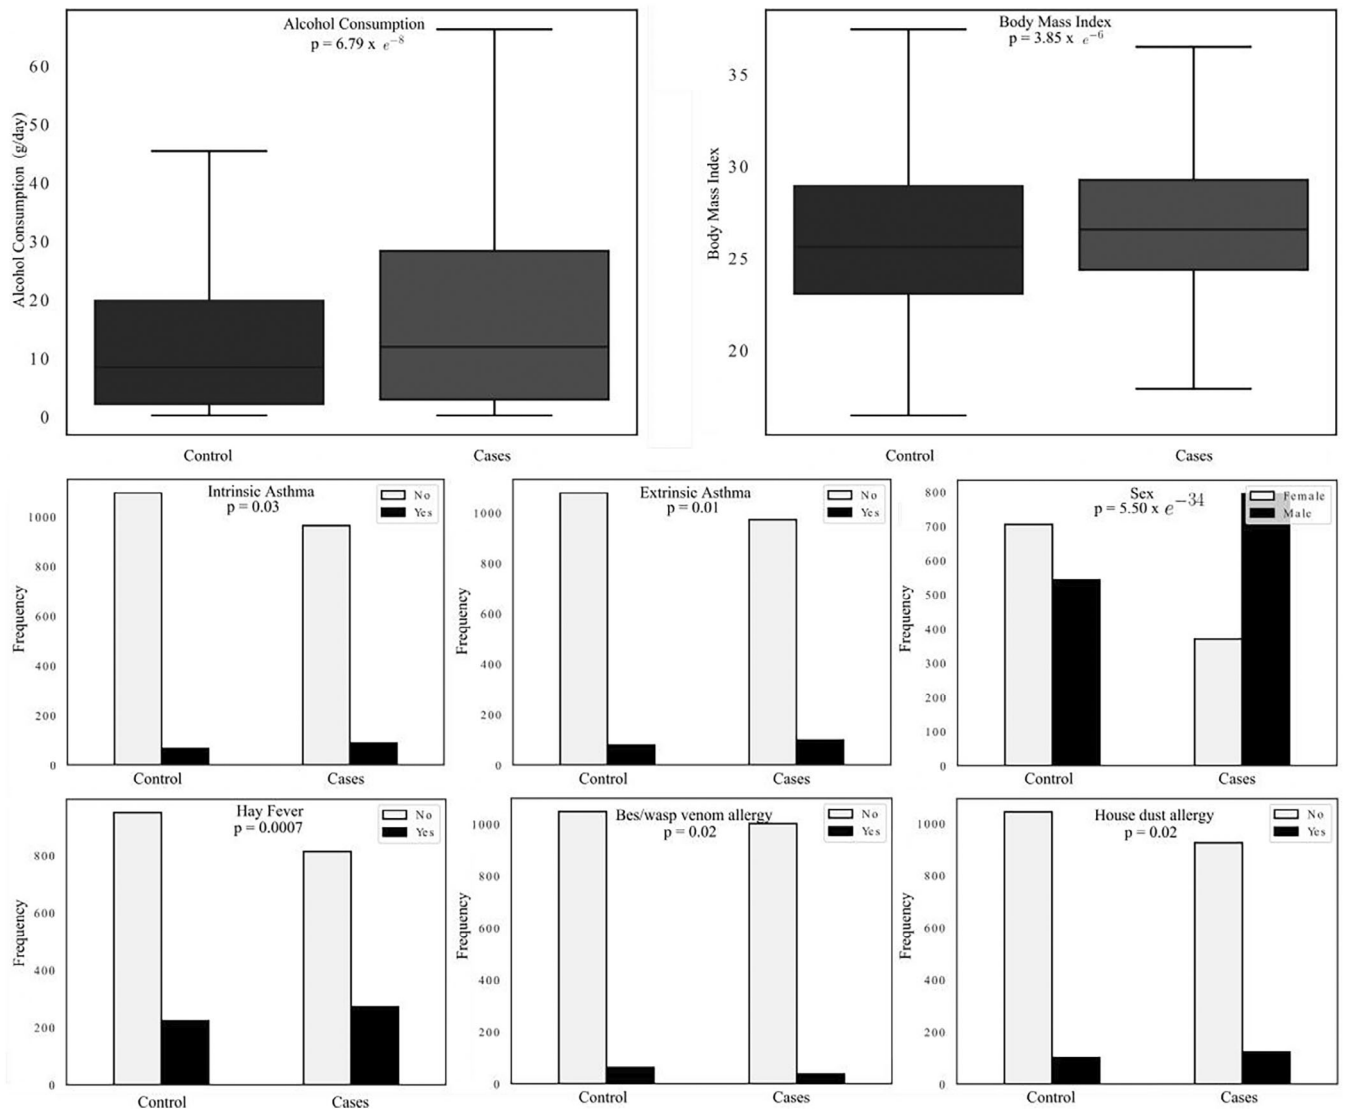 Alcohol Consumption
p = 6.79 x e−8
60
50
40
30
20
10
0
Alcohol Consumption (g/day)
Control
Cases
Body Mass Index
p = 3.85 x e−6
35
30
25
20
Body Mass Index
Control
Cases
Intrinsic Asthma
p = 0.03
No
Yes
1000
800
600
400
200
0
Frequency
Control
Cases
Extrinsic Asthma
p = 0.01
No
Yes
1000
800
600
400
200
0
Frequency
Control
Cases
Sex
p = 5.50 x e−34
Female
Male
800
700
600
500
400
300
200
100
0
Frequency
Control
Cases
Hay Fever
p = 0.0007
No
Yes
800
600
400
200
0
Frequency
Control
Cases
Bes/wasp venom allergy
p = 0.02
No
Yes
1000
800
600
400
200
0
Frequency
Control
Cases
House dust allergy
p = 0.02
No
Yes
1000
800
600
400
200
0
Frequency
Control
Cases